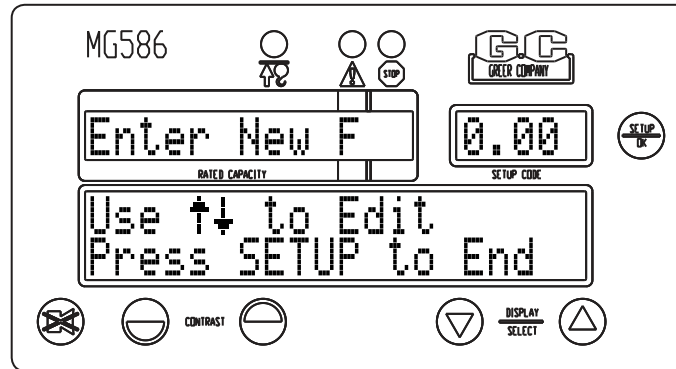 MG586
G.C
GREER COMPANY
STOP
Enter New F
0.00
SETUP
OK
RATED CAPACITY
SETUP CODE
Use ↑↓ to Edit
Press SETUP to End
CONTRAST
DISPLAY
SELECT